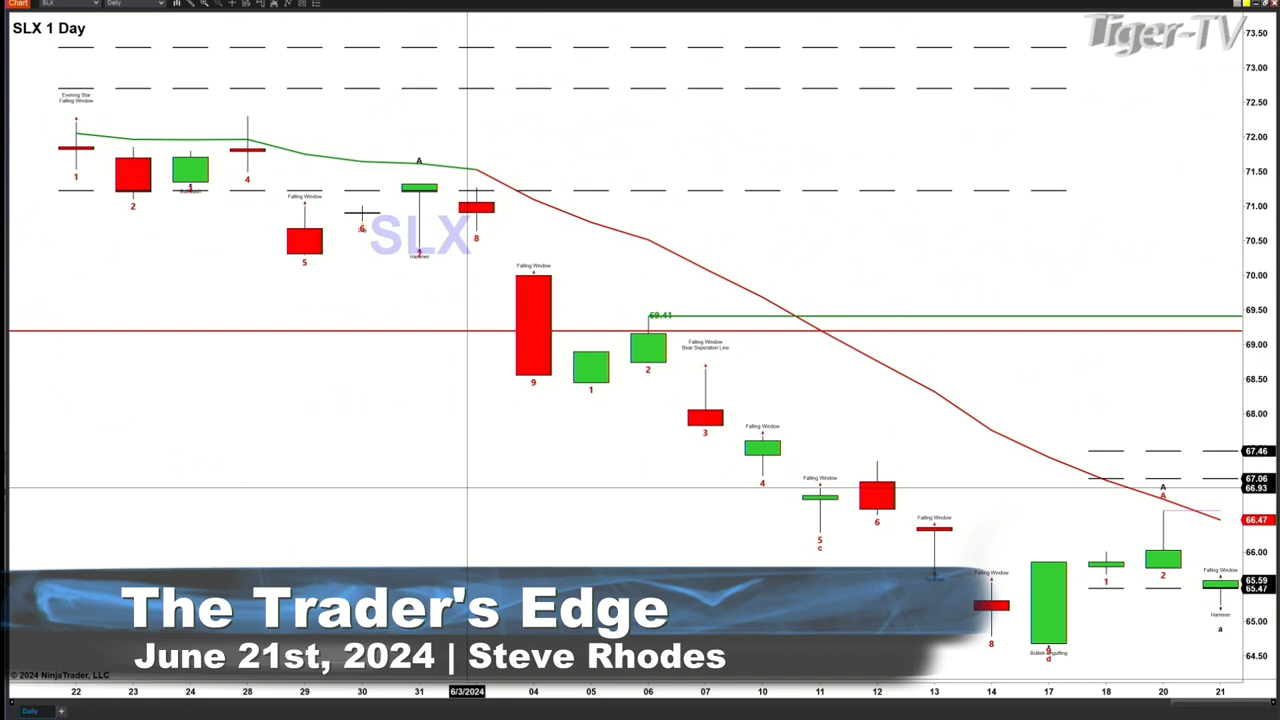 Chart SLX Daily
SLX 1 Day
Tiger-TV
73.50
73.00
72.50
72.00
71.50
71.00
70.50
70.00
69.50
69.00
68.50
68.00
67.46
67.06
66.93
66.47
66.00
65.59
65.47
65.00
64.50
Evening Star
Falling Window
1
2
4
Falling Window
5
6
SLX
A
Hammer
8
Falling Window
9
1
69.41
2
Falling Window
Bear Seperation Line
3
Falling Window
4
Falling Window
5
c
6
Falling Window
Falling Window
8
Bullish Engulfing
d
1
A
A
2
Falling Window
Hammer
a
The Trader's Edge
June 21st, 2024 | Steve Rhodes
© 2024 NinjaTrader, LLC
22 23 24 28 29 30 31 6/3/2024 04 05 06 07 10 11 12 13 14 17 18 20 21
Daily +